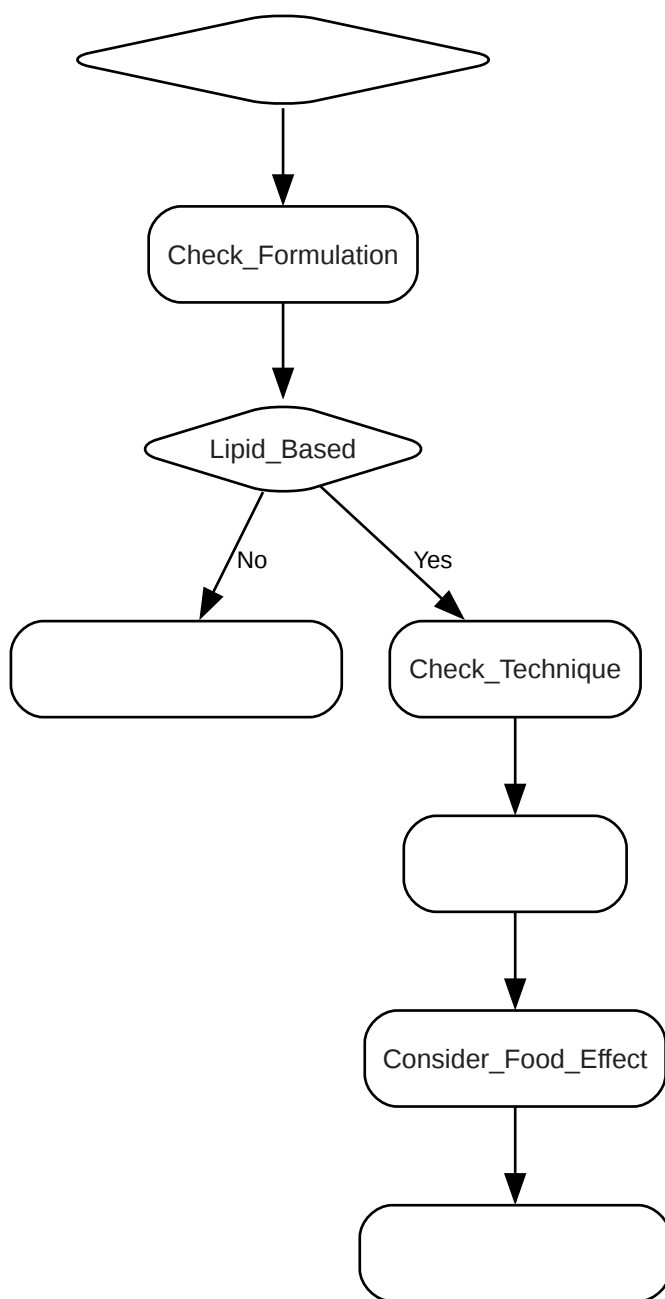 Check_Formulation
Lipid_Based
No
Yes
Check_Technique
Consider_Food_Effect